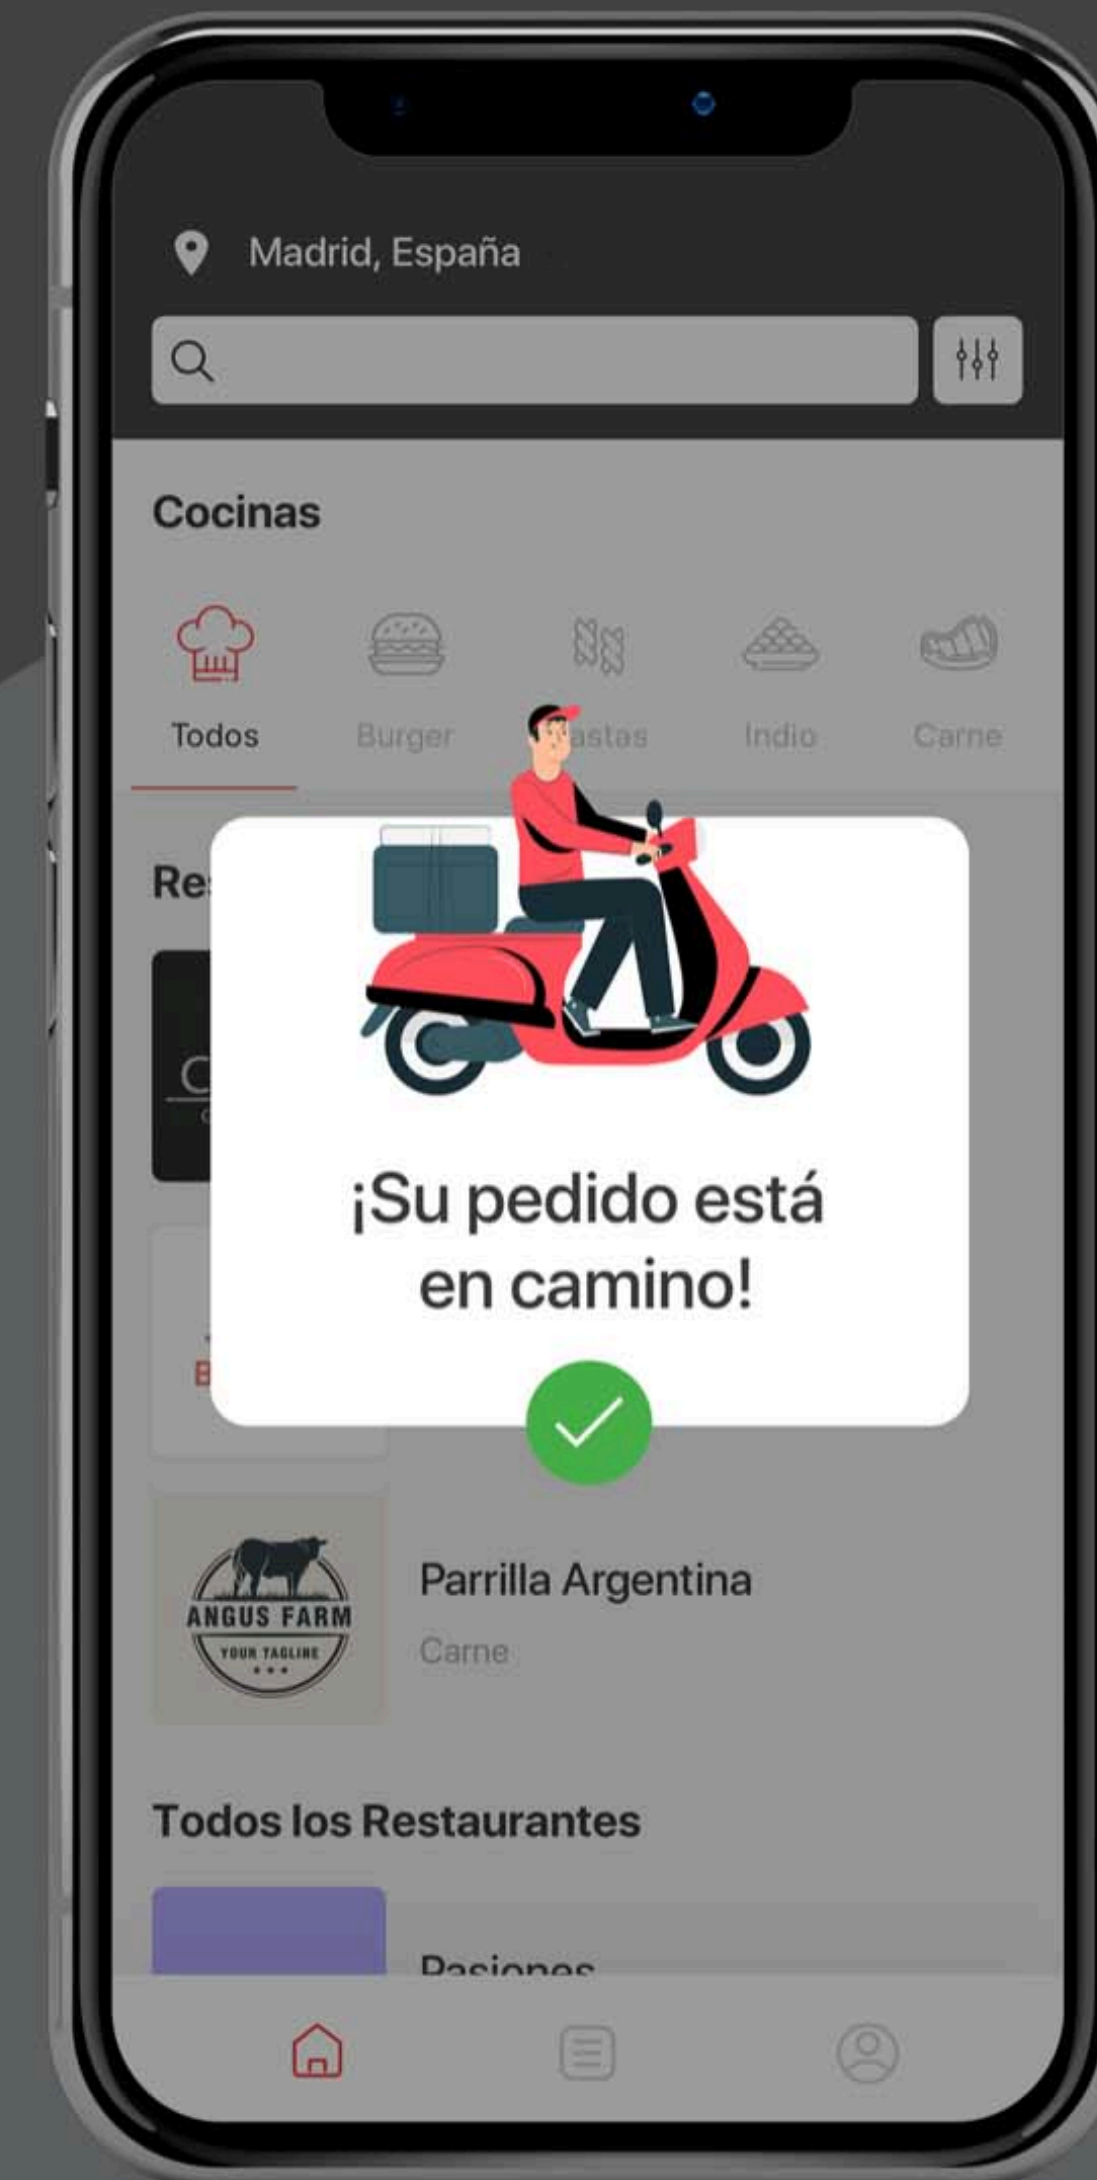 Madrid, España
Cocinas
Todos
Burger
Indio
Carne
¡Su pedido está
en camino!
ANGUS FARM
YOUR TAGLINE
Parrilla Argentina
Carne
Todos los Restaurantes
Pasiones